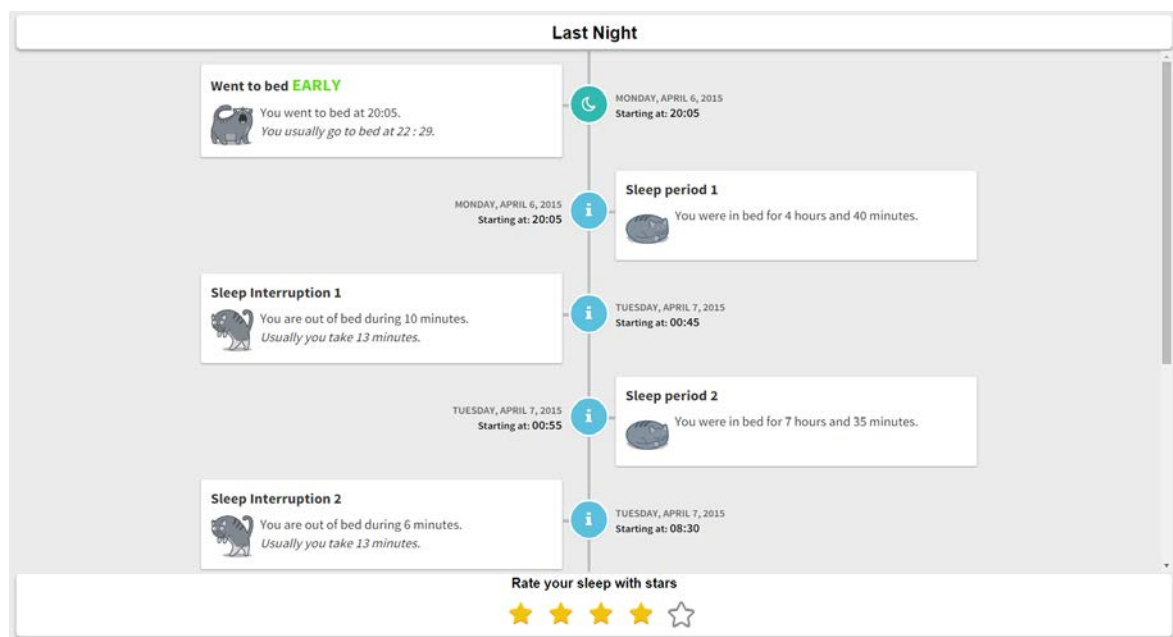 Last Night
Went to bed EARLY
You went to bed at 20:05.
You usually go to bed at 22 : 29.
MONDAY, APRIL 6, 2015
Starting at: 20:05
MONDAY, APRIL 6, 2015
Starting at: 20:05
Sleep period 1
You were in bed for 4 hours and 40 minutes.
Sleep Interruption 1
You are out of bed during 10 minutes.
Usually you take 13 minutes.
TUESDAY, APRIL 7, 2015
Starting at: 00:45
TUESDAY, APRIL 7, 2015
Starting at: 00:55
Sleep period 2
You were in bed for 7 hours and 35 minutes.
Sleep Interruption 2
You are out of bed during 6 minutes.
Usually you take 13 minutes.
TUESDAY, APRIL 7, 2015
Starting at: 08:30
Rate your sleep with stars